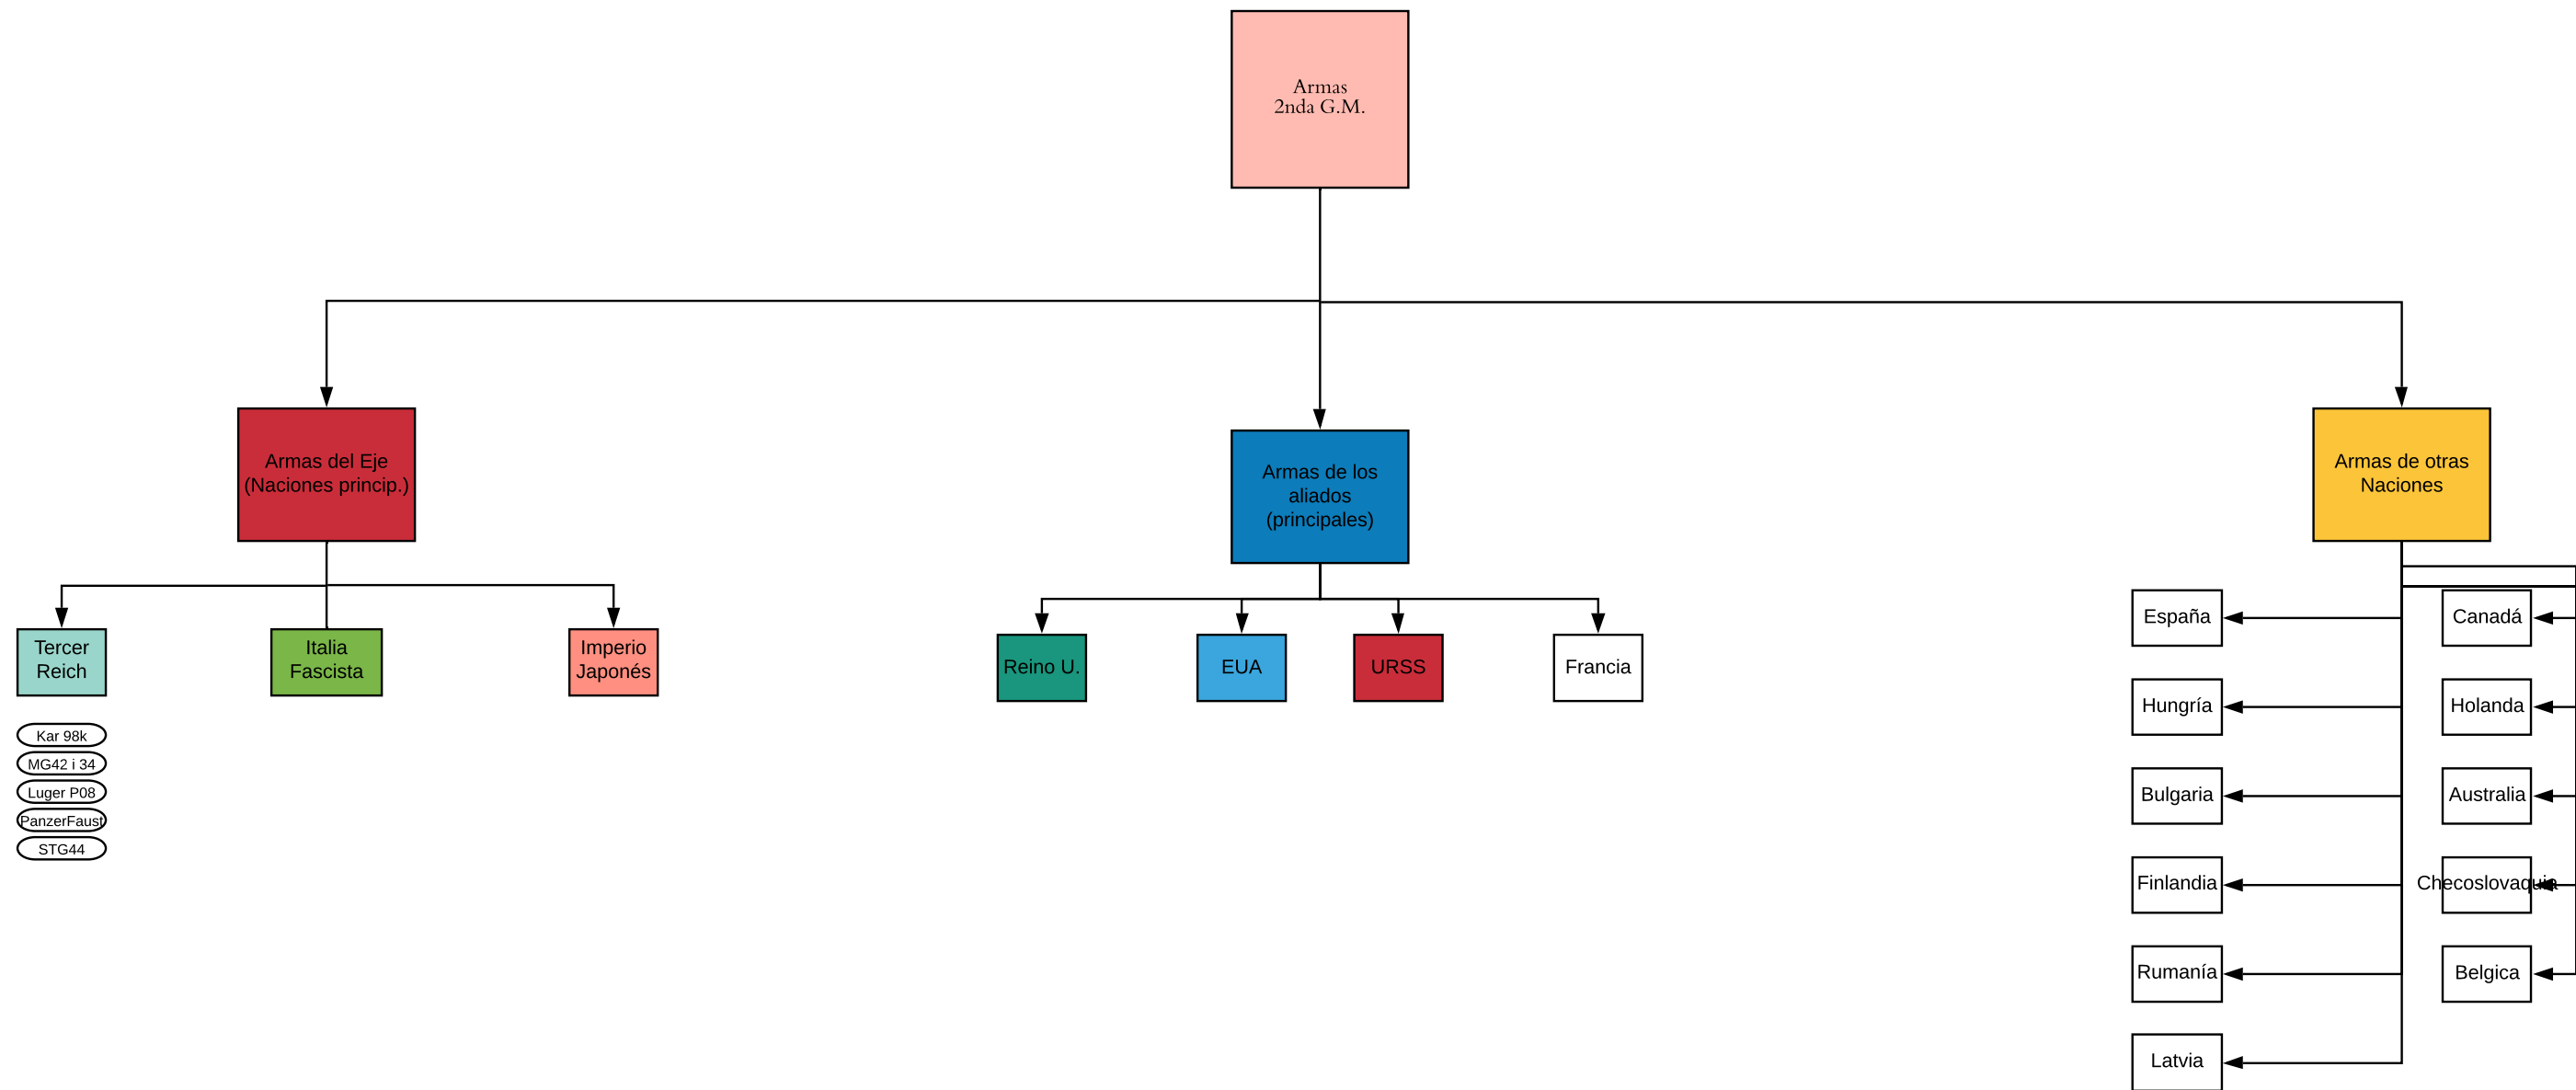 Armas
2nda G.M.
Armas del Eje
(Naciones princip.)
Armas de los
aliados
(principales)
Armas de otras
Naciones
Tercer
Reich
Italia
Fascista
Imperio
Japonés
Reino U.
EUA
URSS
Francia
Kar 98k
MG42 i 34
Luger P08
PanzerFaust
STG44
España
Canadá
Hungría
Holanda
Bulgaria
Australia
Finlandia
Checoslovaquia
Rumanía
Belgica
Latvia